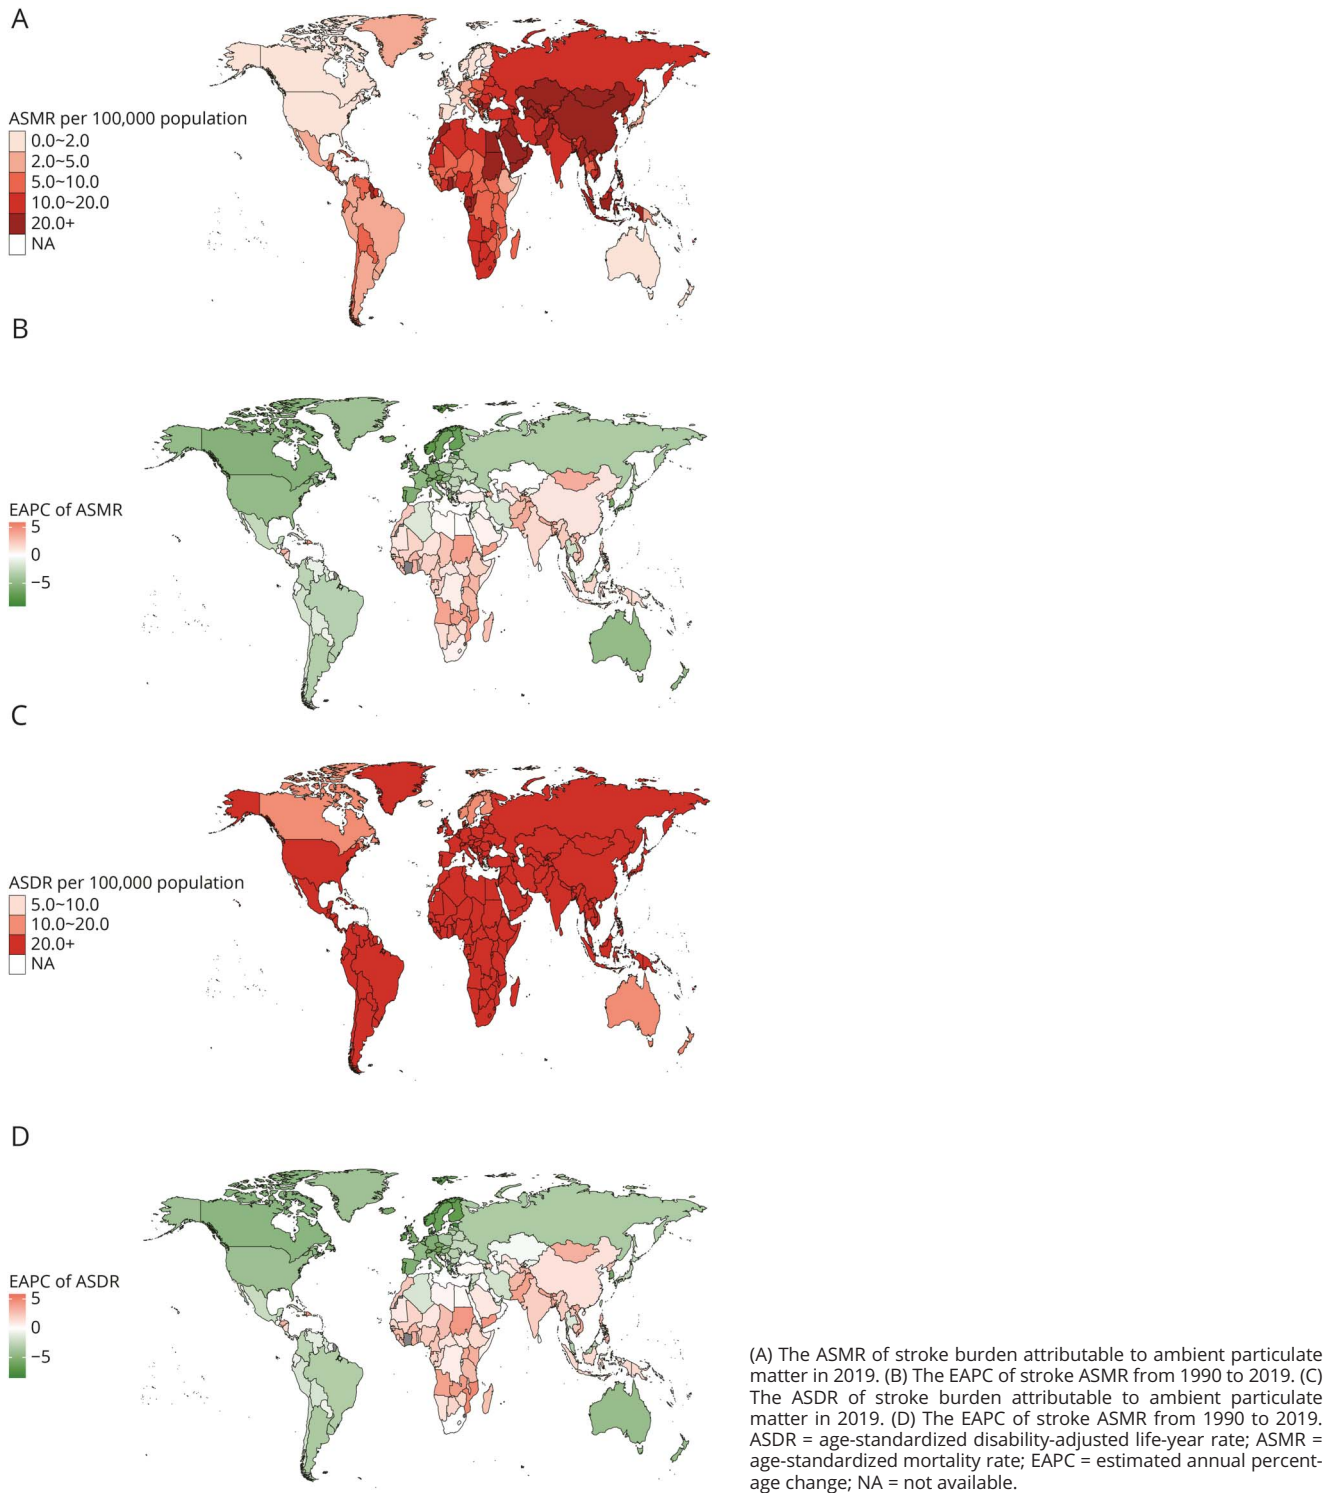 A
ASMR per 100,000 population
0.0~2.0
2.0~5.0
5.0~10.0
10.0~20.0
20.0+
NA
B
EAPC of ASMR
5
0
−5
C
ASDR per 100,000 population
5.0~10.0
10.0~20.0
20.0+
NA
D
EAPC of ASDR
5
0
−5
(A) The ASMR of stroke burden attributable to ambient particulate
matter in 2019. (B) The EAPC of stroke ASMR from 1990 to 2019. (C)
The ASDR of stroke burden attributable to ambient particulate
matter in 2019. (D) The EAPC of stroke ASMR from 1990 to 2019.
ASDR = age-standardized disability-adjusted life-year rate; ASMR =
age-standardized mortality rate; EAPC = estimated annual percent-
age change; NA = not available.